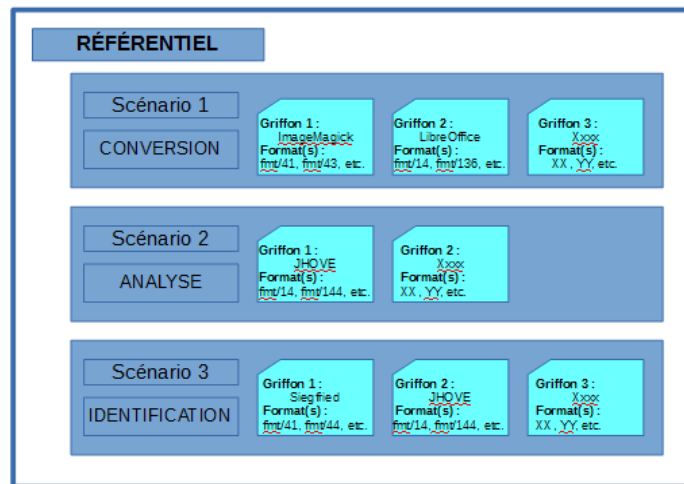 RÉFÉRENTIEL
Scénario 1
CONVERSION
Griffon 1 :
ImageMagick
Format(s) :
fmt/41, fmt/43, etc.
Griffon 2 :
LibreOffice
Format(s) :
fmt/14, fmt/136, etc.
Griffon 3 :
Xxxx
Format(s) :
XX , YY, etc.
Scénario 2
ANALYSE
Griffon 1 :
JHOVE
Format(s) :
fmt/14, fmt/144, etc.
Griffon 2 :
Xxxx
Format(s) :
XX , YY, etc.
Scénario 3
IDENTIFICATION
Griffon 1 :
Siegfried
Format(s) :
fmt/41, fmt/44, etc.
Griffon 2 :
JHOVE
Format(s) :
fmt/14, fmt/144, etc.
Griffon 3 :
Xxxx
Format(s) :
XX , YY, etc.